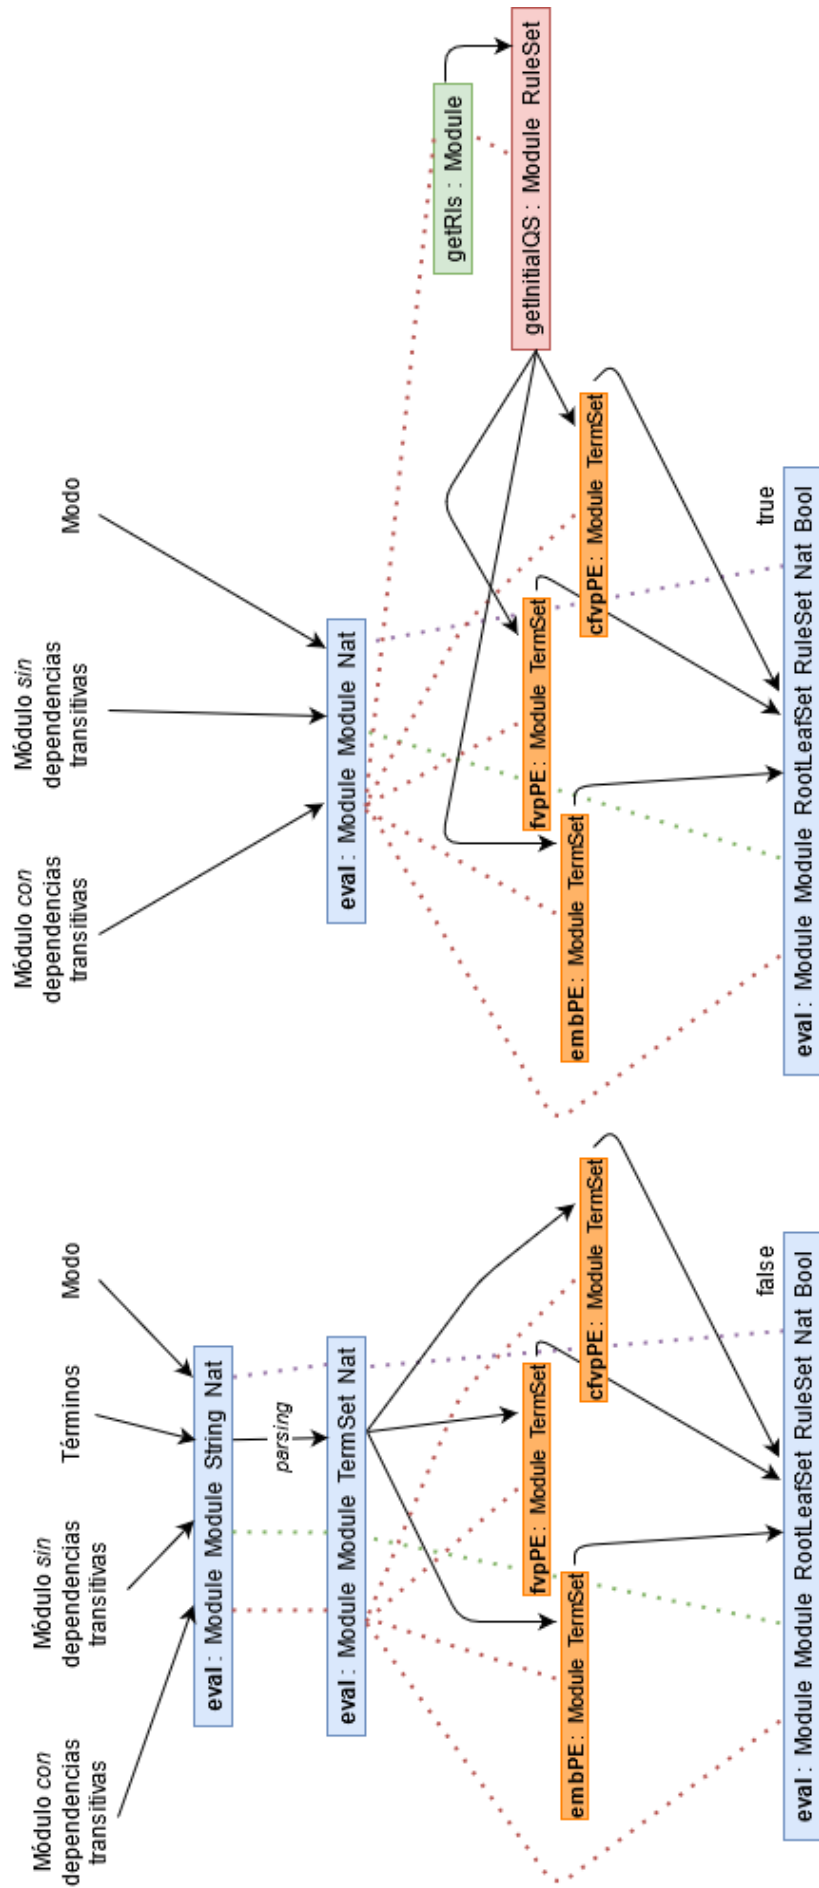 Módulo con
dependencias
transitivas
Módulo sin
dependencias
transitivas
Términos
Modo
eval : Module Module String Nat
parsing
eval : Module Module TermSet Nat
fvpPE : Module TermSet
embPE : Module TermSet
cfvpPE : Module TermSet
false
eval : Module Module RootLeafSet RuleSet Nat Bool
Módulo con
dependencias
transitivas
Módulo sin
dependencias
transitivas
Modo
eval : Module Module Nat
getRls : Module
getInitialQS : Module RuleSet
fvpPE : Module TermSet
embPE : Module TermSet
cfvpPE : Module TermSet
true
eval : Module Module RootLeafSet RuleSet Nat Bool